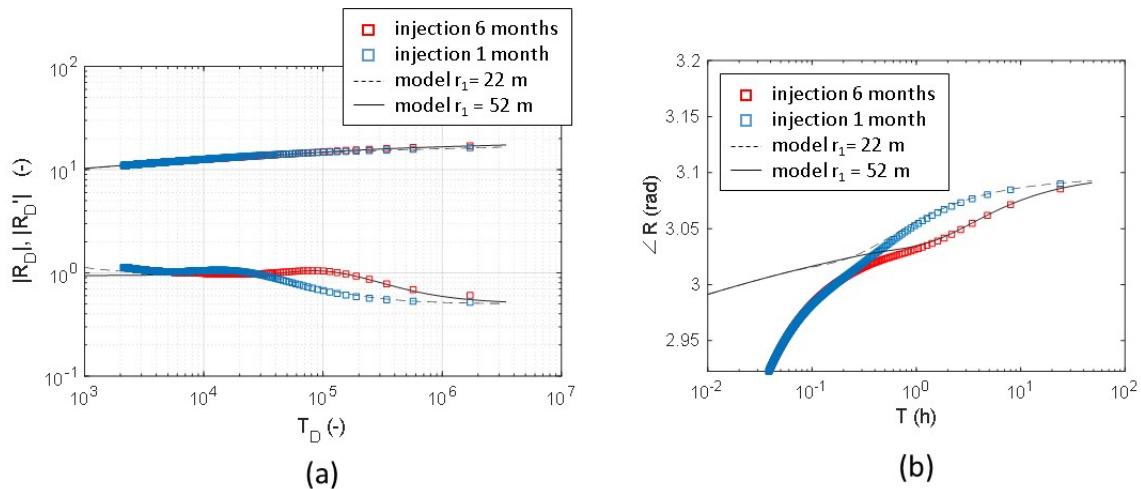 injection 6 months
injection 1 month
model r₁= 22 m
model r₁ = 52 m
10²
10¹
10⁰
10⁻¹
|R_D|, |R_D'| (-)
10³
10⁴
10⁵
10⁶
10⁷
T_D (-)
(a)
injection 6 months
injection 1 month
model r₁= 22 m
model r₁ = 52 m
3.2
3.15
3.1
3.05
3
2.95
∠ R (rad)
10⁻²
10⁻¹
10⁰
10¹
10²
T (h)
(b)